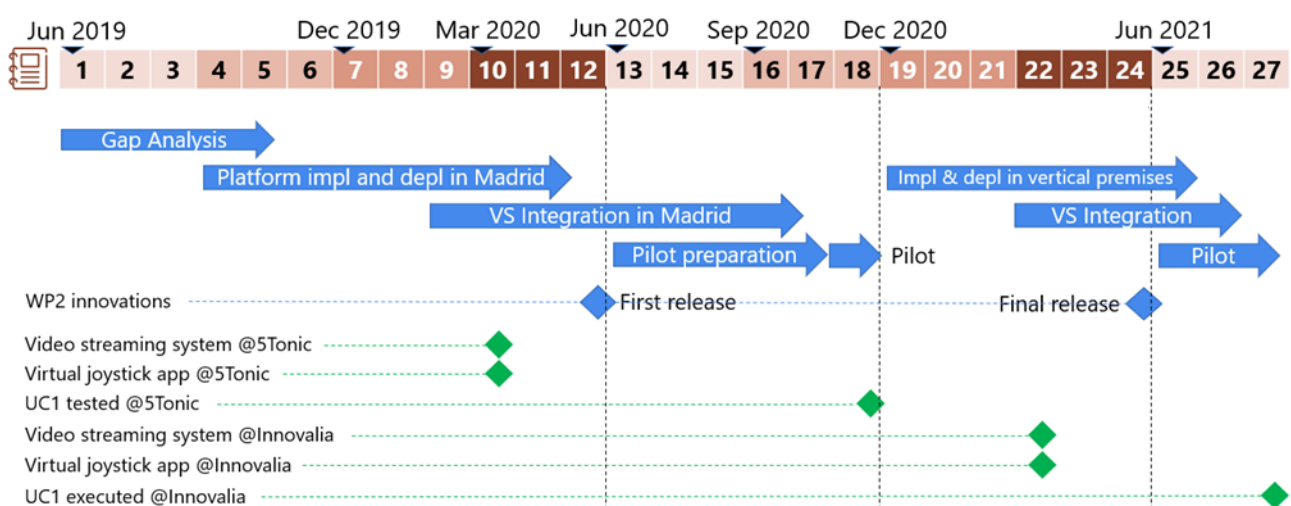 Jun 2019 Dec 2019 Mar 2020 Jun 2020 Sep 2020 Dec 2020 Jun 2021
1 2 3 4 5 6 7 8 9 10 11 12 13 14 15 16 17 18 19 20 21 22 23 24 25 26 27
Gap Analysis
Platform impl and depl in Madrid Impl & depl in vertical premises
VS Integration in Madrid VS Integration
Pilot preparation Pilot Pilot
WP2 innovations First release Final release
Video streaming system @5Tonic
Virtual joystick app @5Tonic
UC1 tested @5Tonic
Video streaming system @Innovalia
Virtual joystick app @Innovalia
UC1 executed @Innovalia